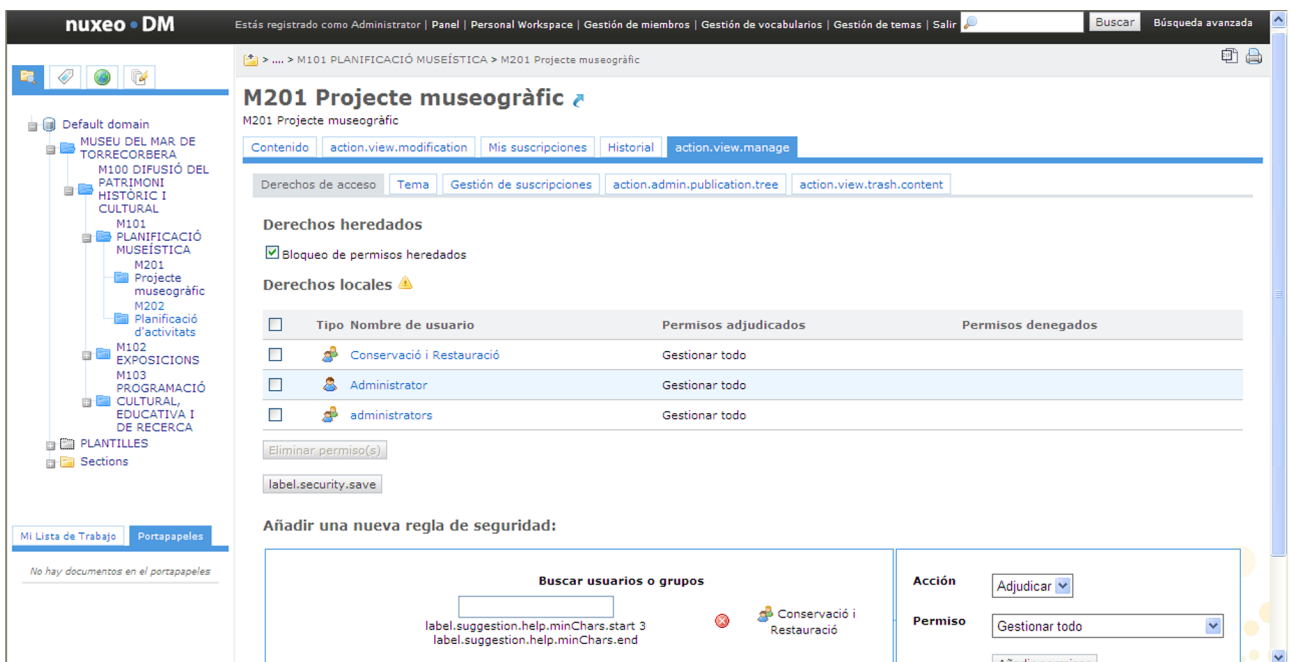 nuxeo DM
Estás registrado como Administrator | Panel | Personal Workspace | Gestión de miembros | Gestión de vocabularios | Gestión de temas | Salir
Buscar
Búsqueda avanzada
> .... > M101 PLANIFICACIÓ MUSEÍSTICA > M201 Projecte museogràfic
M201 Projecte museogràfic
M201 Projecte museogràfic
Contenido
action.view.modification
Mis suscripciones
Historial
action.view.manage
Derechos de acceso
Tema
Gestión de suscripciones
action.admin.publication.tree
action.view.trash.content
Default domain
MUSEU DEL MAR DE
TORRECORBERA
M100 DIFUSIÓ DEL
PATRIMONI
HISTÒRIC I
CULTURAL
M101
PLANIFICACIÓ
MUSEÍSTICA
M201
Projecte
museogràfic
M202
Planificació
d'activitats
M102
EXPOSICIONS
M103
PROGRAMACIÓ
CULTURAL,
EDUCATIVA I
DE RECERCA
PLANTILLES
Sections
Mi Lista de Trabajo
Portapapeles
No hay documentos en el portapapeles
Derechos heredados
Bloqueo de permisos heredados
Derechos locales
Tipo Nombre de usuario Permisos adjudicados Permisos denegados
Conservació i Restauració Gestionar todo
Administrator Gestionar todo
administrators Gestionar todo
Eliminar permiso(s)
label.security.save
Añadir una nueva regla de seguridad:
Buscar usuarios o grupos
label.suggestion.help.minChars.start 3
label.suggestion.help.minChars.end
Conservació i
Restauració
Acción
Adjudicar
Permiso
Gestionar todo